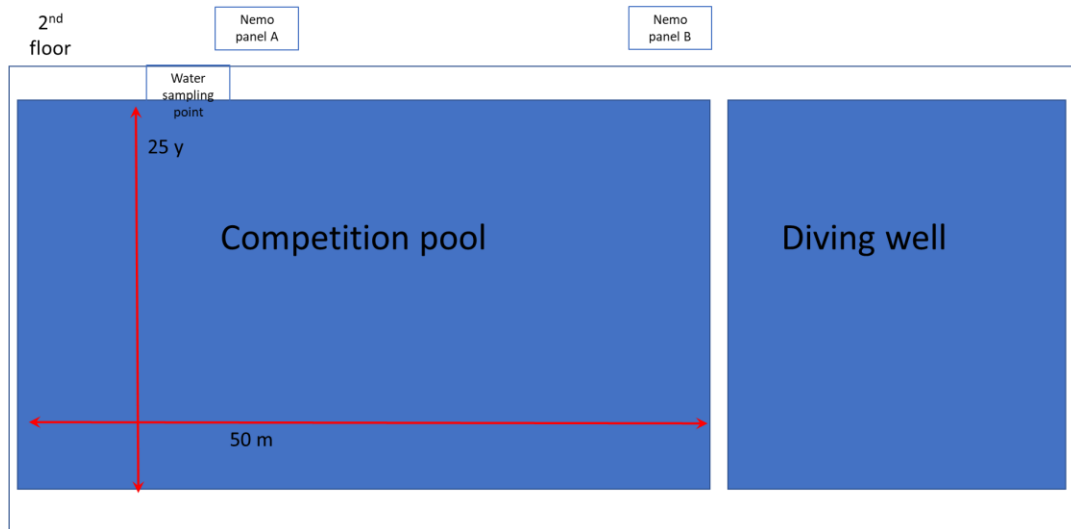 2nd
floor
Nemo
panel A
Nemo
panel B
Water
sampling
point
25 y
Competition pool
Diving well
50 m